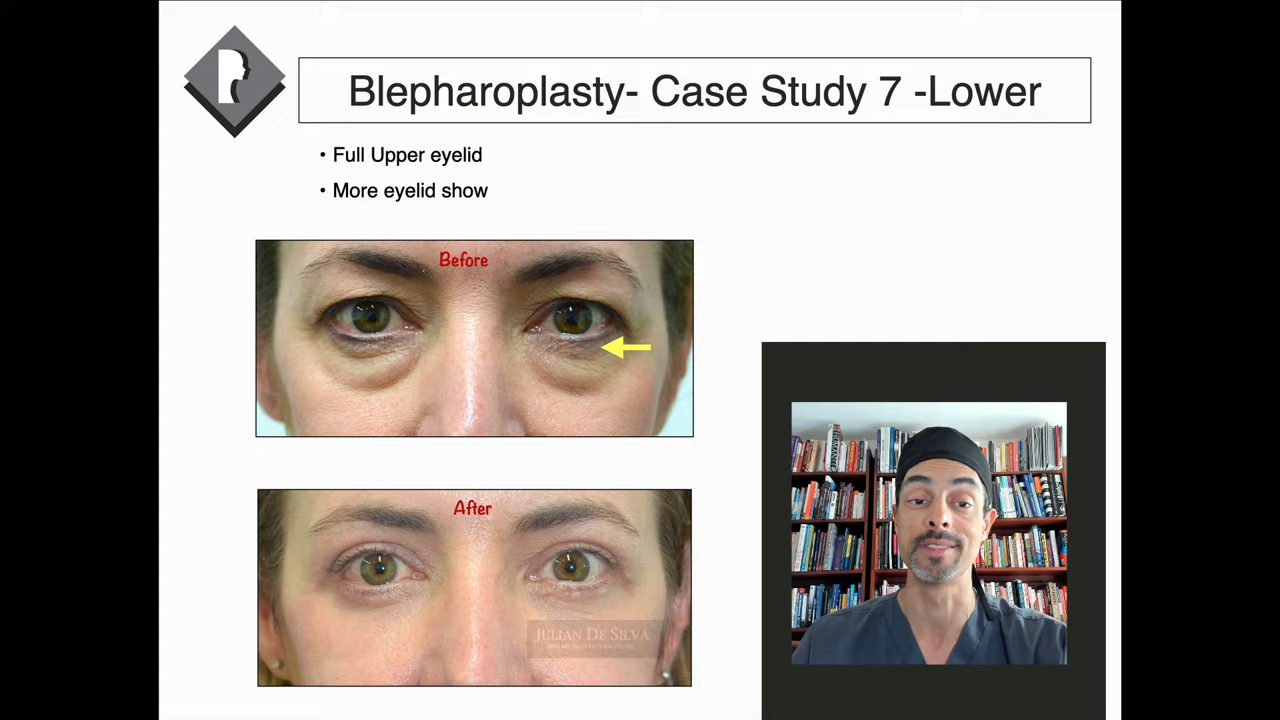 Blepharoplasty- Case Study 7 -Lower
• Full Upper eyelid
• More eyelid show
Before
After
JULIAN DE SILVA